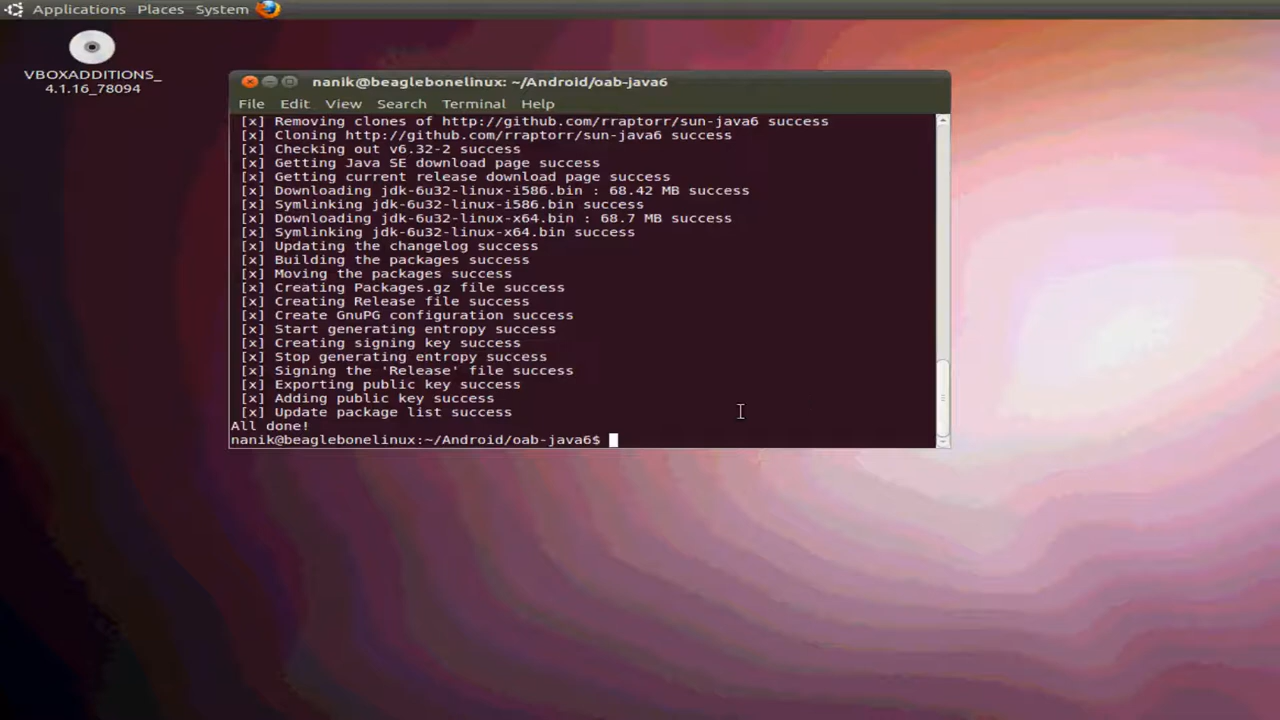 Applications Places System
VBOXADDITIONS_
4.1.16_78094
nanik@beaglebonelinux: ~/Android/oab-java6
File Edit View Search Terminal Help
[x] Removing clones of http://github.com/rraptorr/sun-java6 success
[x] Cloning http://github.com/rraptorr/sun-java6 success
[x] Checking out v6.32-2 success
[x] Getting Java SE download page success
[x] Getting current release download page success
[x] Downloading jdk-6u32-linux-i586.bin : 68.42 MB success
[x] Symlinking jdk-6u32-linux-i586.bin success
[x] Downloading jdk-6u32-linux-x64.bin : 68.7 MB success
[x] Symlinking jdk-6u32-linux-x64.bin success
[x] Updating the changelog success
[x] Building the packages success
[x] Moving the packages success
[x] Creating Packages.gz file success
[x] Creating Release file success
[x] Create GnuPG configuration success
[x] Start generating entropy success
[x] Creating signing key success
[x] Stop generating entropy success
[x] Signing the 'Release' file success
[x] Exporting public key success
[x] Adding public key success
[x] Update package list success
All done!
nanik@beaglebonelinux:~/Android/oab-java6$